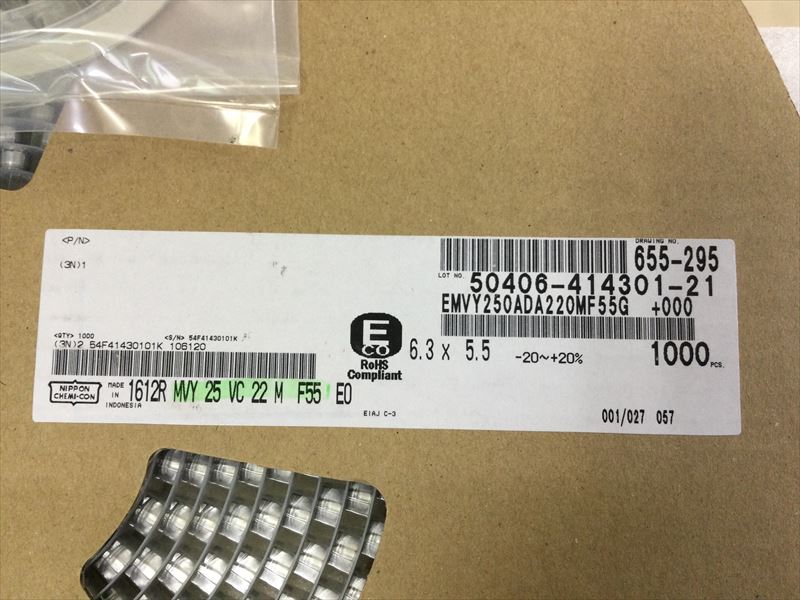 <P/N>
(3N)1
DRAWING NO.
655-295
LOT NO. 50406-414301-21
EMVY250ADA220MF55G +000
<QTY> 1000 <S/N> 54F41430101K
(3N)2 54F41430101K 106120
E
CO
RoHS
Compliant
6.3 x 5.5 -20~+20% 1000 PCS.
NIPPON
CHEMI-CON
MADE
IN
INDONESIA
1612R MVY 25 VC 22 M F55 E0
EIAJ C-3
001/027 057